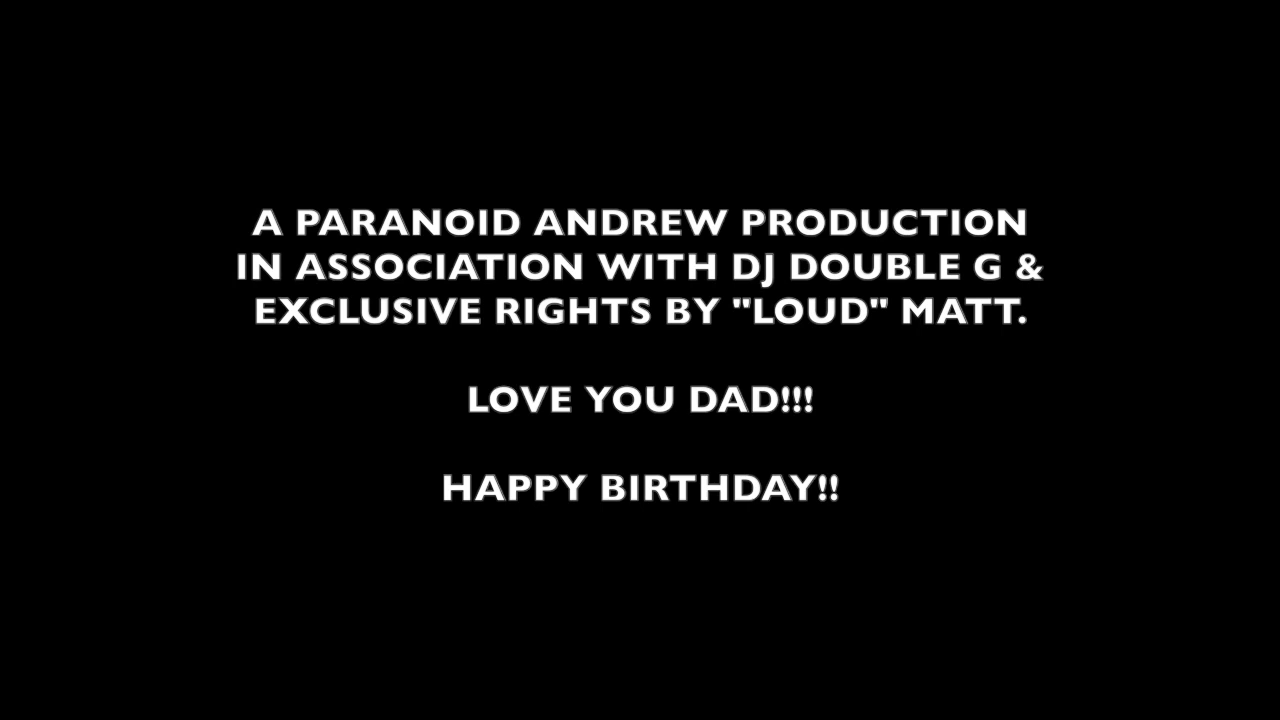 A PARANOID ANDREW PRODUCTION
IN ASSOCIATION WITH DJ DOUBLE G &
EXCLUSIVE RIGHTS BY "LOUD" MATT.
LOVE YOU DAD!!!
HAPPY BIRTHDAY!!